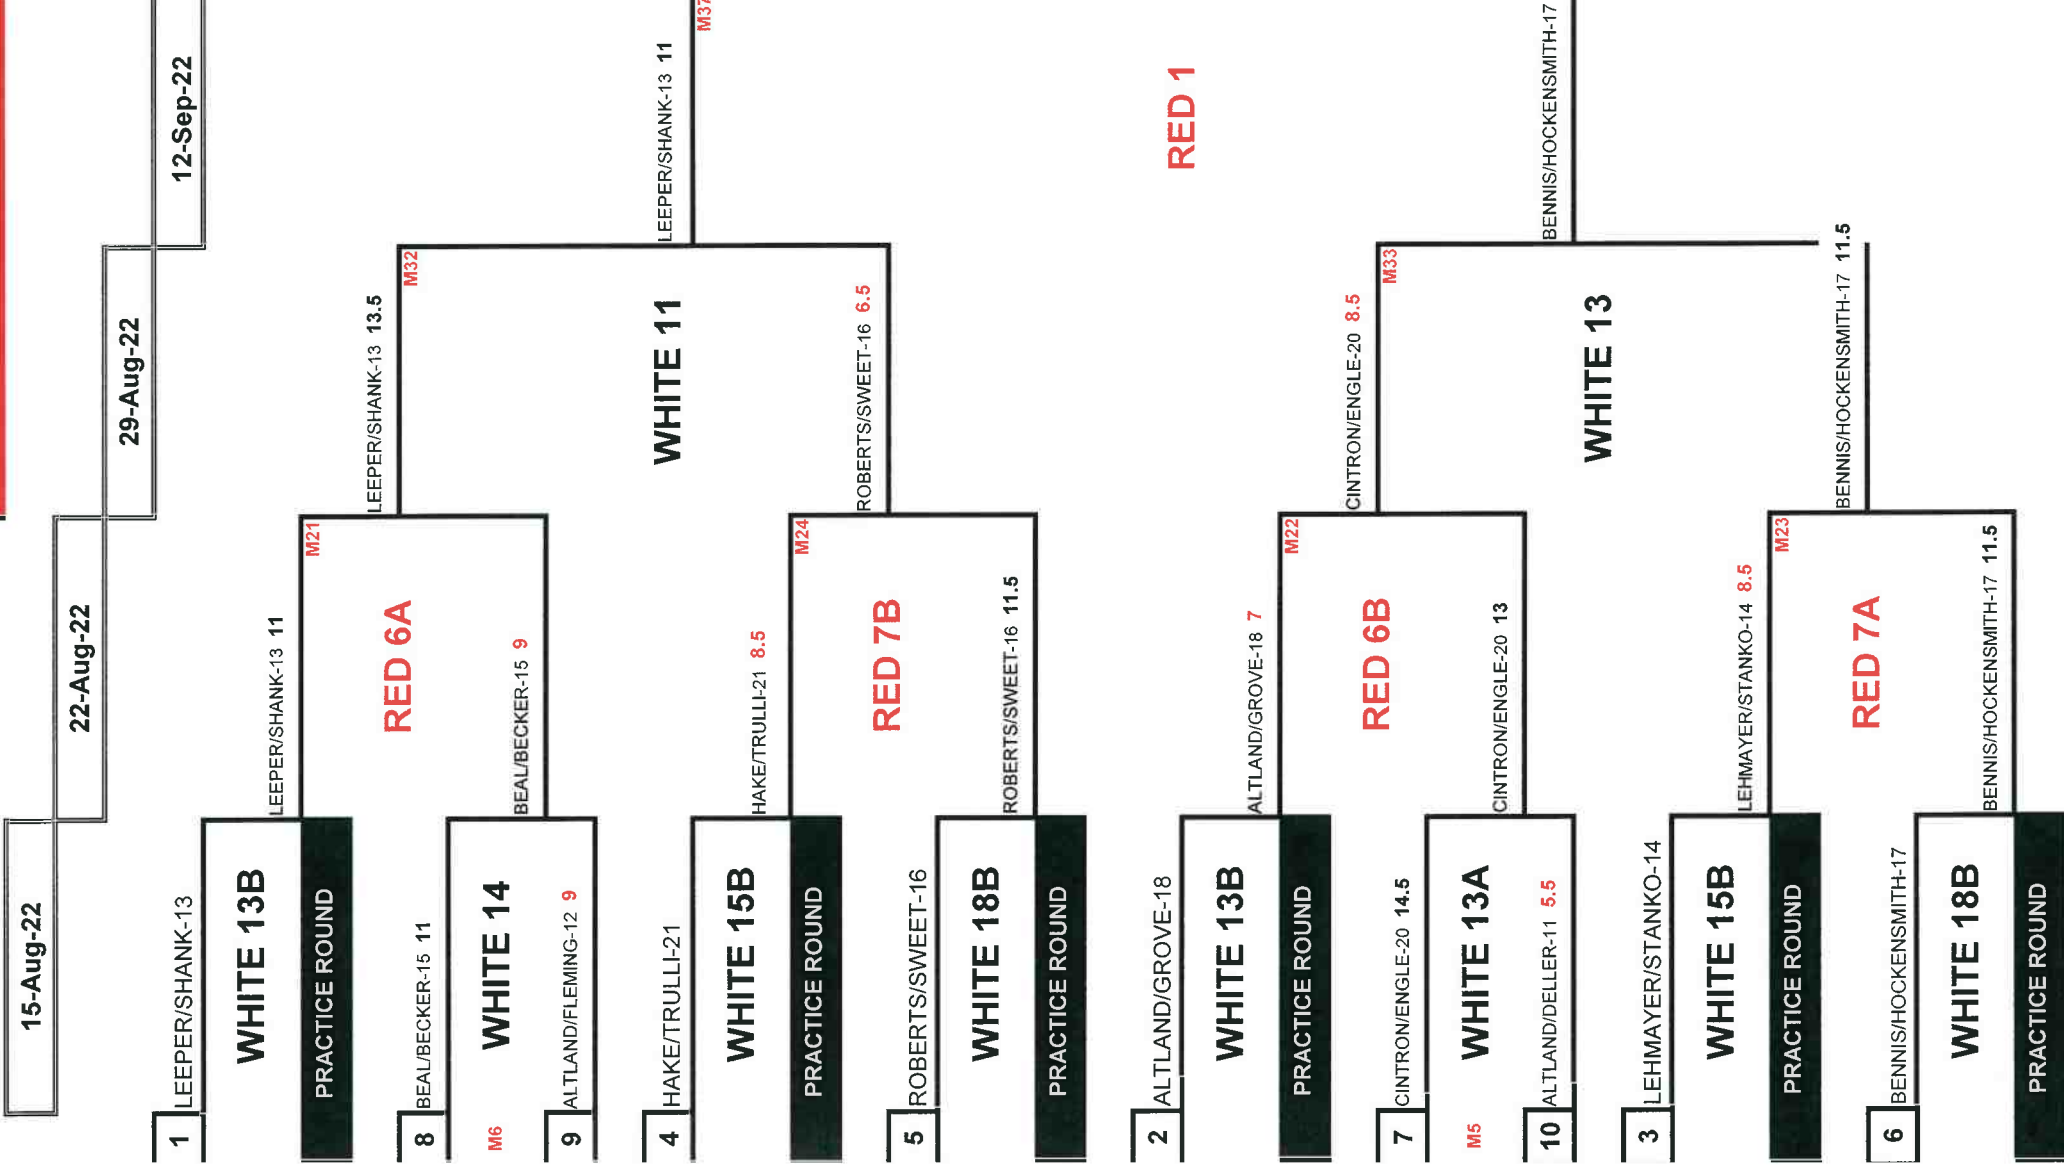 15-Aug-22
22-Aug-22
29-Aug-22
12-Sep-22
1
LEEPER/SHANK-13
WHITE 13B
PRACTICE ROUND
LEEPER/SHANK-13 11
M21
RED 6A
8
BEAL/BECKER-15 11
M6
WHITE 14
9
ALTLAND/FLEMING-12 9
BEAL/BECKER-15 9
LEEPER/SHANK-13 13.5
M32
WHITE 11
4
HAKE/TRULLI-21
WHITE 15B
PRACTICE ROUND
HAKE/TRULLI-21 8.5
M24
RED 7B
5
ROBERTS/SWEET-16
WHITE 18B
PRACTICE ROUND
ROBERTS/SWEET-16 11.5
ROBERTS/SWEET-16 6.5
LEEPER/SHANK-13 11
M37
RED 1
2
ALTLAND/GROVE-18
WHITE 13B
PRACTICE ROUND
ALTLAND/GROVE-18 7
M22
RED 6B
7
CINTRON/ENGLE-20 14.5
M5
WHITE 13A
10
ALTLAND/DELLER-11 5.5
CINTRON/ENGLE-20 13
CINTRON/ENGLE-20 8.5
M33
WHITE 13
3
LEHMAYER/STANKO-14
WHITE 15B
PRACTICE ROUND
LEHMAYER/STANKO-14 8.5
M23
RED 7A
6
BENNIS/HOCKENSMITH-17
WHITE 18B
PRACTICE ROUND
BENNIS/HOCKENSMITH-17 11.5
BENNIS/HOCKENSMITH-17 11.5
BENNIS/HOCKENSMITH-17